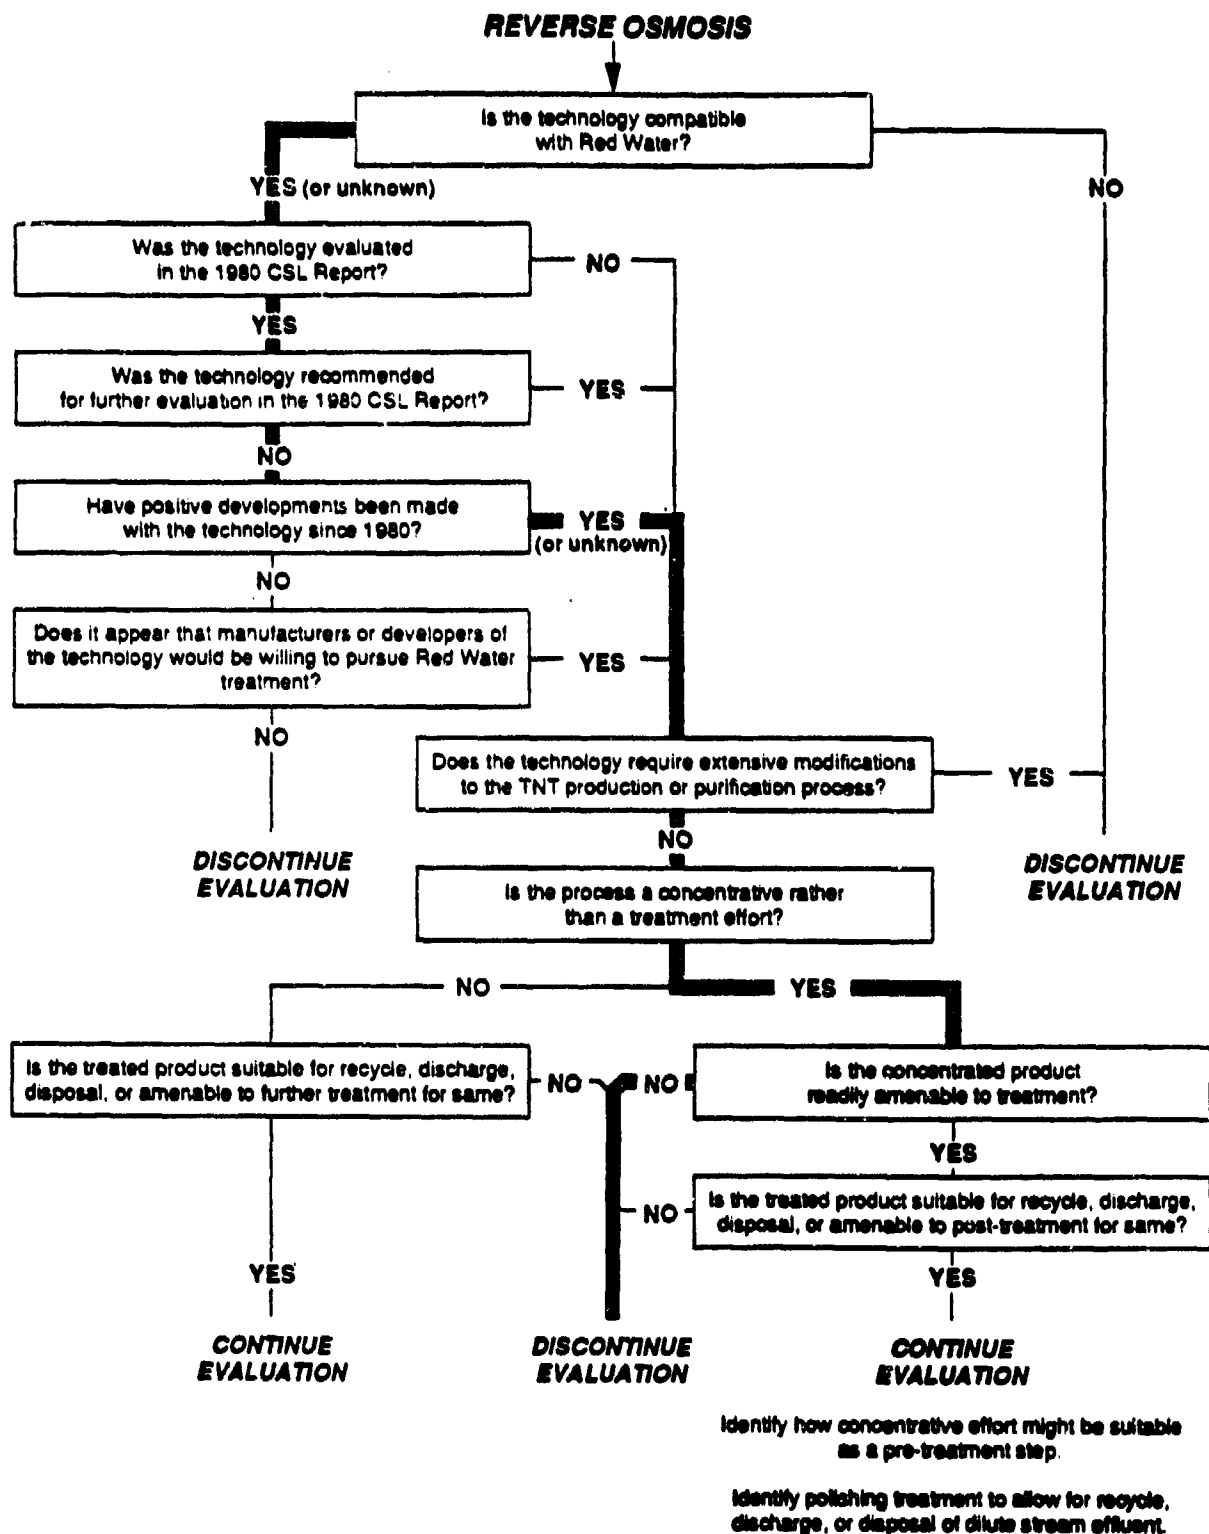 REVERSE OSMOSIS
Is the technology compatible
with Red Water?
YES (or unknown)
NO
Was the technology evaluated
in the 1980 CSL Report?
NO
YES
Was the technology recommended
for further evaluation in the 1980 CSL Report?
YES
NO
Have positive developments been made
with the technology since 1980?
YES
(or unknown)
NO
Does it appear that manufacturers or developers of
the technology would be willing to pursue Red Water
treatment?
YES
NO
Does the technology require extensive modifications
to the TNT production or purification process?
YES
NO
DISCONTINUE
EVALUATION
DISCONTINUE
EVALUATION
Is the process a concentrative rather
than a treatment effort?
NO
YES
Is the treated product suitable for recycle, discharge,
disposal, or amenable to further treatment for same?
NO
NO
Is the concentrated product
readily amenable to treatment?
YES
NO
Is the treated product suitable for recycle, discharge,
disposal, or amenable to post-treatment for same?
YES
YES
CONTINUE
EVALUATION
DISCONTINUE
EVALUATION
CONTINUE
EVALUATION
Identify how concentrative effort might be suitable
as a pre-treatment step.
Identify polishing treatment to allow for recycle,
discharge, or disposal of dilute stream effluent.